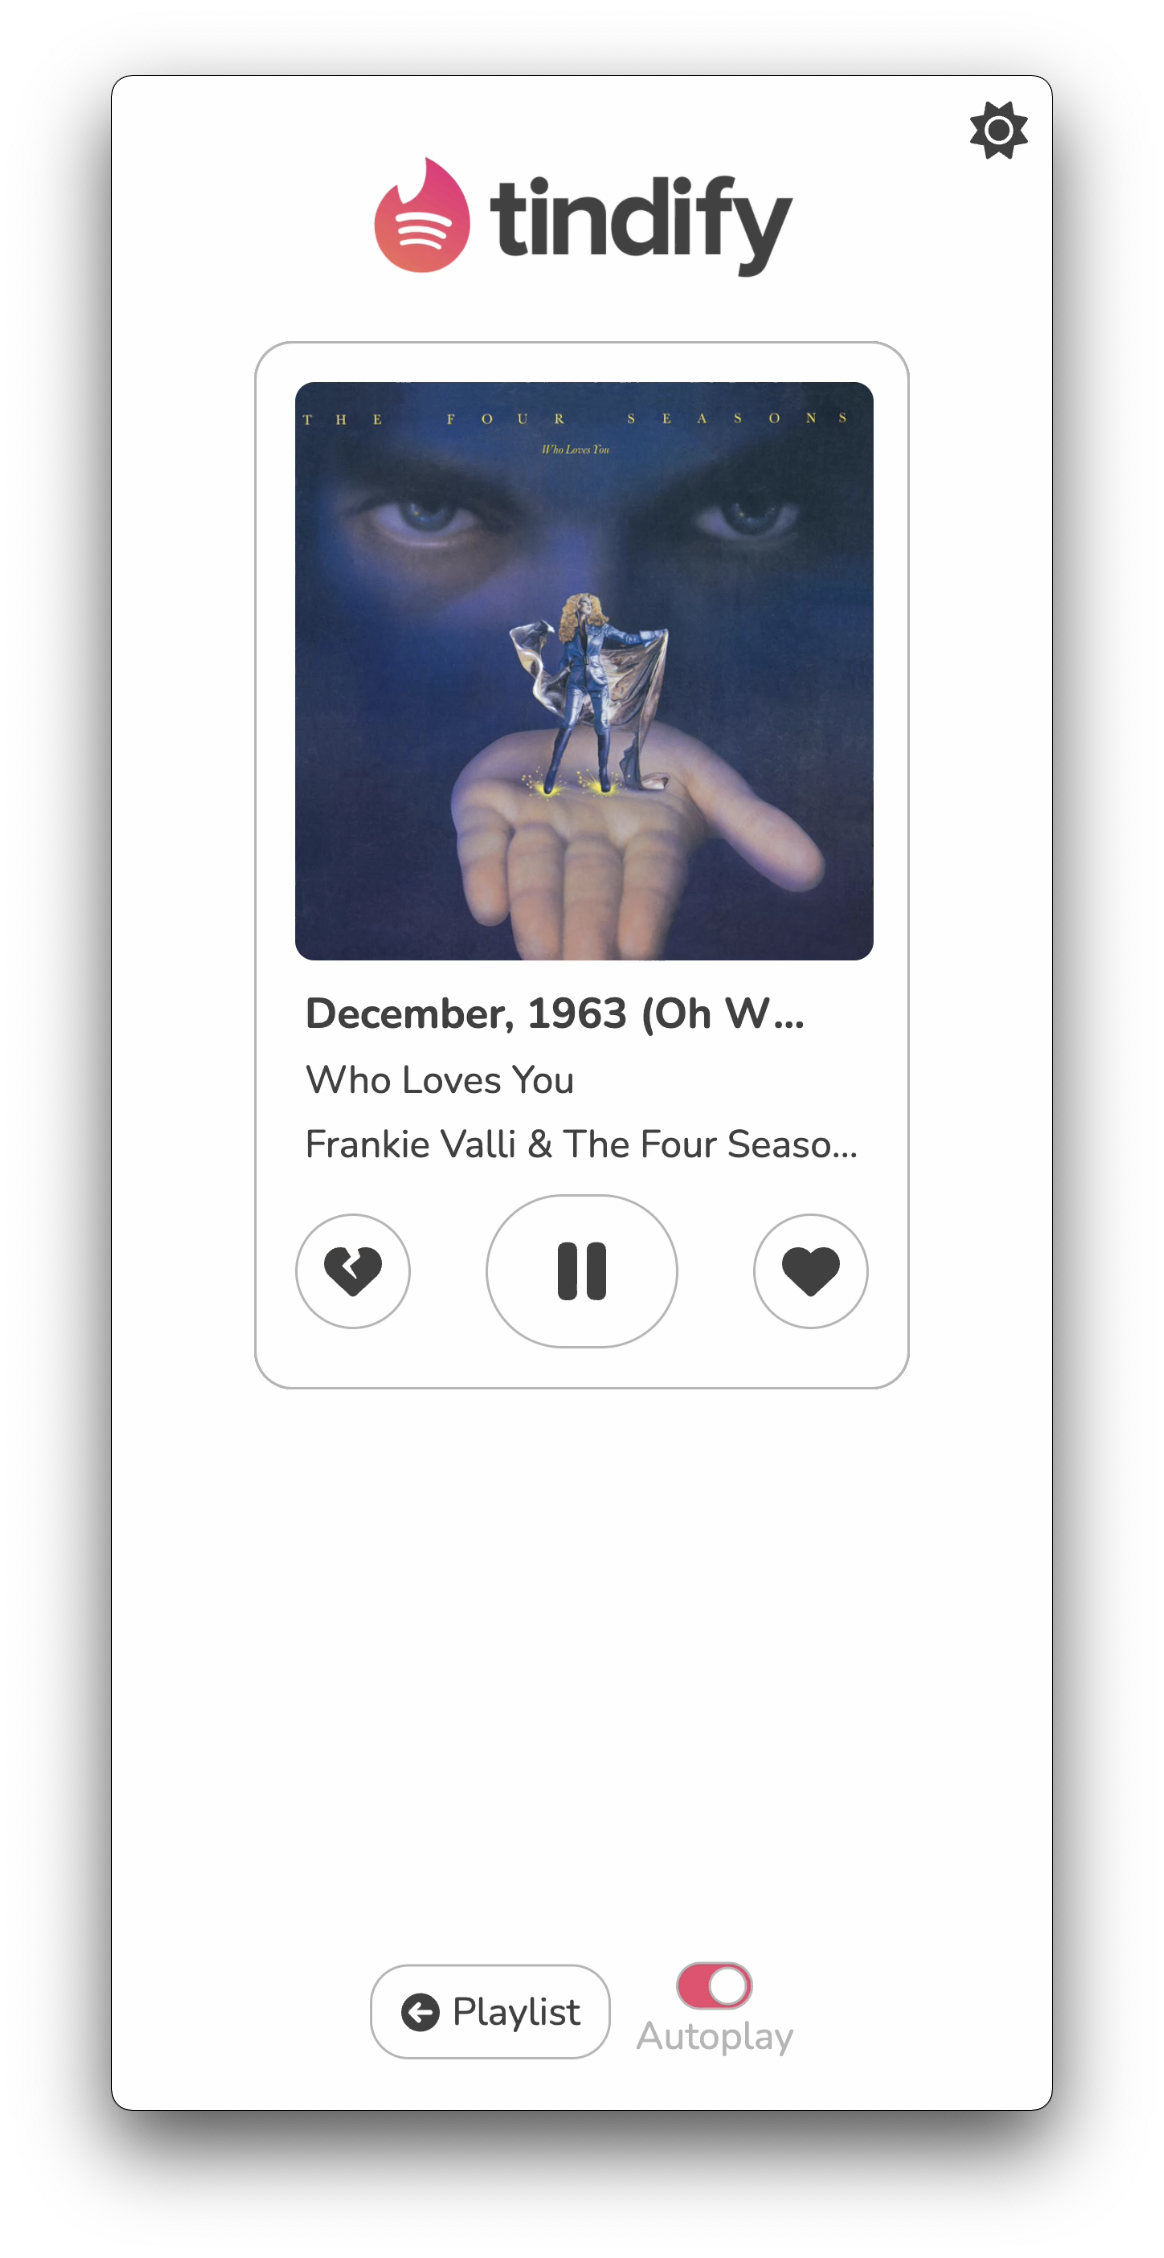 tindify
THE FOUR SEASONS
Who Loves You
December, 1963 (Oh W...
Who Loves You
Frankie Valli & The Four Seaso...
Playlist
Autoplay